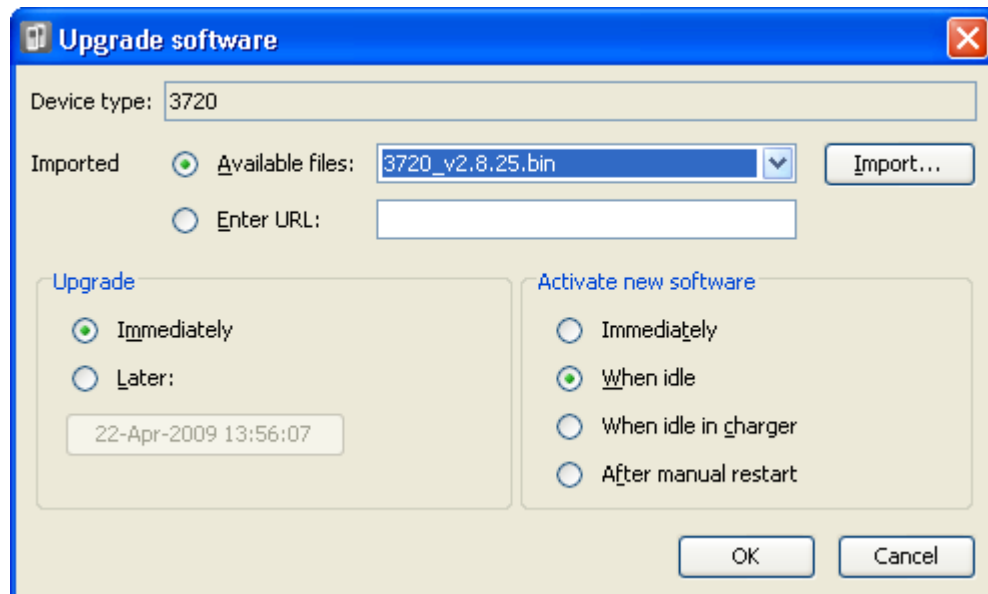 Upgrade software
Device type: 3720
Imported Available files: 3720_v2.8.25.bin Import...
Enter URL:
Upgrade Activate new software
Immediately Immediately
Later: When idle
22-Apr-2009 13:56:07 When idle in charger
After manual restart
OK Cancel